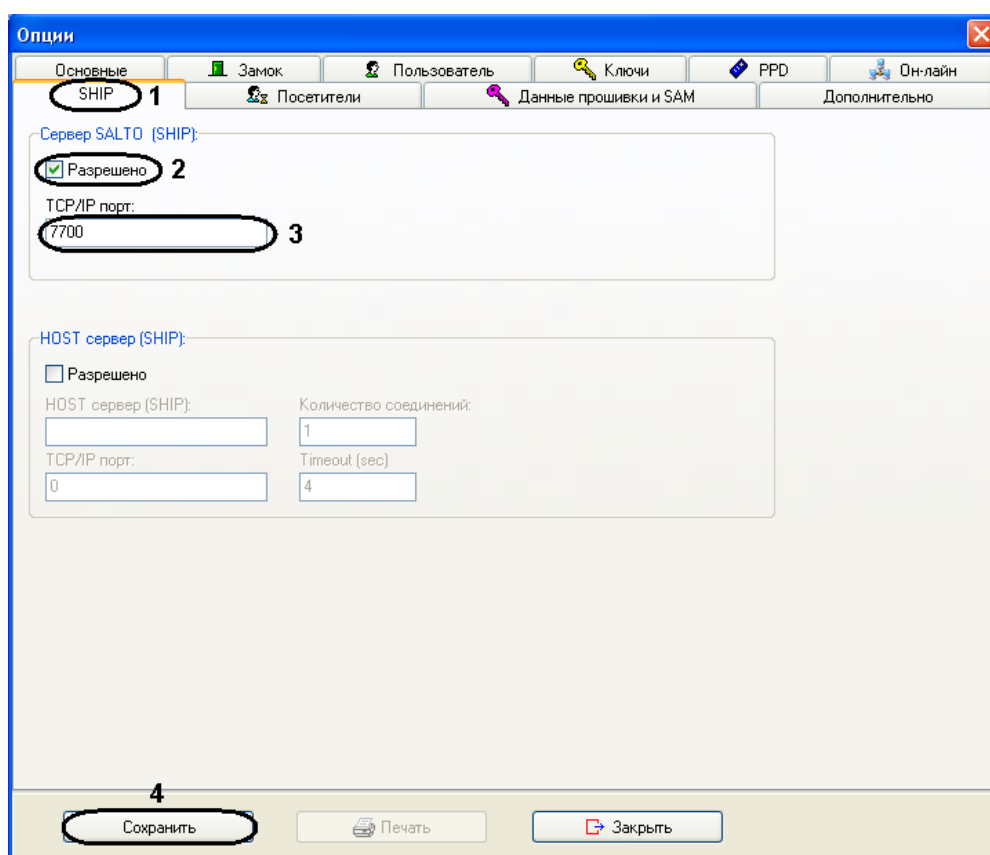 Опции
Основные Замок Пользователь Ключи PPD Он-лайн
SHIP 1 Посетители Данные прошивки и SAM Дополнительно
Сервер SALTO (SHIP):
Разрешено 2
TCP/IP порт:
7700 3
HOST сервер (SHIP):
Разрешено
HOST сервер (SHIP): Количество соединений:
1
TCP/IP порт: Timeout (sec)
0 4
4
Сохранить Печать Закрыть